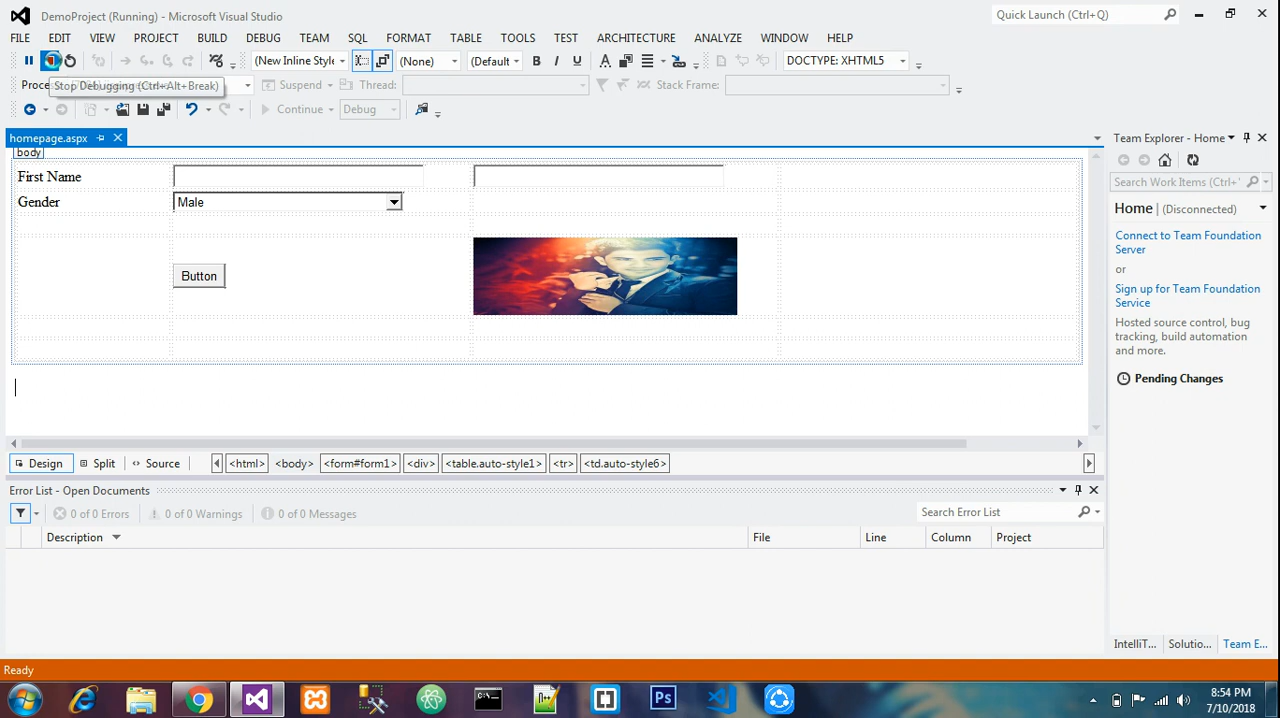 DemoProject (Running) - Microsoft Visual Studio
Quick Launch (Ctrl+Q)
FILE EDIT VIEW PROJECT BUILD DEBUG TEAM SQL FORMAT TABLE TOOLS TEST ARCHITECTURE ANALYZE WINDOW HELP
(New Inline Style (None) (Default B I U A DOCTYPE: XHTML5
Stop Debugging (Ctrl+Alt+Break) Suspend Thread: Stack Frame:
Continue Debug
homepage.aspx
body
First Name
Gender Male
Button
Team Explorer - Home
Search Work Items (Ctrl+'
Home | (Disconnected)
Connect to Team Foundation
Server
or
Sign up for Team Foundation
Service
Hosted source control, bug
tracking, build automation
and more.
Pending Changes
Design Split Source <html> <body> <form#form1> <div> <table.auto-style1> <tr> <td.auto-style6>
Error List - Open Documents
0 of 0 Errors 0 of 0 Warnings 0 of 0 Messages Search Error List
Description File Line Column Project
IntelliT... Solutio... Team E...
Ready
Ps
8:54 PM
7/10/2018